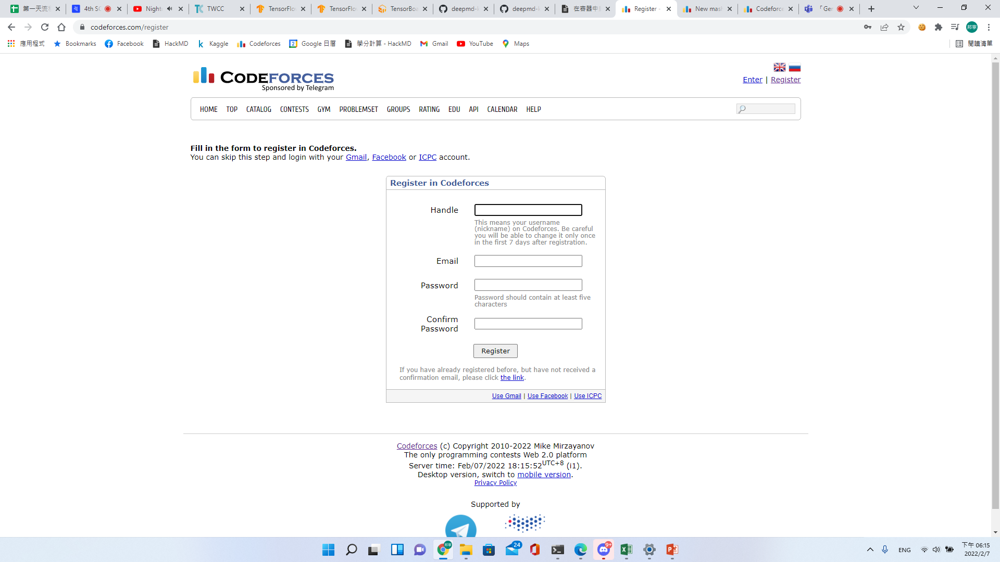 第一天流
4th SC
Night
TWCC
TensorFlo
TensorFlo
TensorBoa
deepmd-k
deepmd-k
在容器中
Register -
New mash
Codeforce
「Ger
codeforces.com/register
邦寧
應用程式
Bookmarks
Facebook
HackMD
Kaggle
Codeforces
Google 日曆
學分計算 - HackMD
Gmail
YouTube
Maps
閱讀清單
CODEFORCES
Sponsored by Telegram
Enter | Register
HOME TOP CATALOG CONTESTS GYM PROBLEMSET GROUPS RATING EDU API CALENDAR HELP
Fill in the form to register in Codeforces.
You can skip this step and login with your Gmail, Facebook or ICPC account.
Register in Codeforces
Handle
This means your username
(nickname) on Codeforces. Be careful
you will be able to change it only once
in the first 7 days after registration.
Email
Password
Password should contain at least five
characters
Confirm
Password
Register
If you have already registered before, but have not received a
confirmation email, please click the link.
Use Gmail | Use Facebook | Use ICPC
Codeforces (c) Copyright 2010-2022 Mike Mirzayanov
The only programming contests Web 2.0 platform
Server time: Feb/07/2022 18:15:52UTC+8 (i1).
Desktop version, switch to mobile version.
Privacy Policy
Supported by
邦寧
24
9+
ENG
下午 06:15
2022/2/7